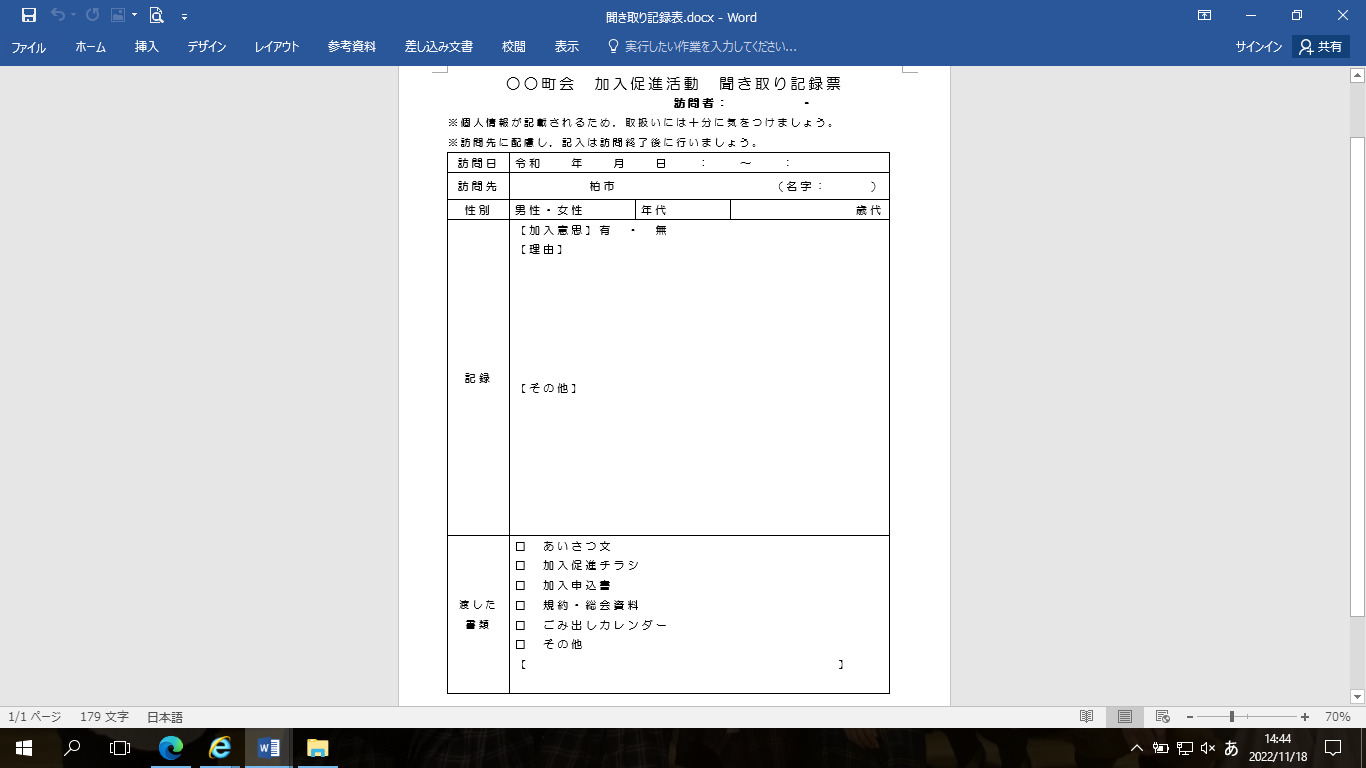 聞き取り記録表.docx - Word
ファイル ホーム 挿入 デザイン レイアウト 参考資料 差し込み文書 校閲 表示 実行したい作業を入力してください... サインイン 共有
〇〇町会 加入促進活動 聞き取り記録票
訪問者： -
※個人情報が記載されるため，取扱いには十分に気をつけましょう。
※訪問先に配慮し，記入は訪問終了後に行いましょう。
訪問日 令和 年 月 日 ： ～ ：
訪問先 柏市 （名字： ）
性別 男性・女性 年代 歳代
【加入意思】有 ・ 無
【理由】
記録
【その他】
□ あいさつ文
□ 加入促進チラシ
□ 加入申込書
渡した
書類
□ 規約・総会資料
□ ごみ出しカレンダー
□ その他
【 】
1/1 ページ 179 文字 日本語 70%
あ 14:44
2022/11/18